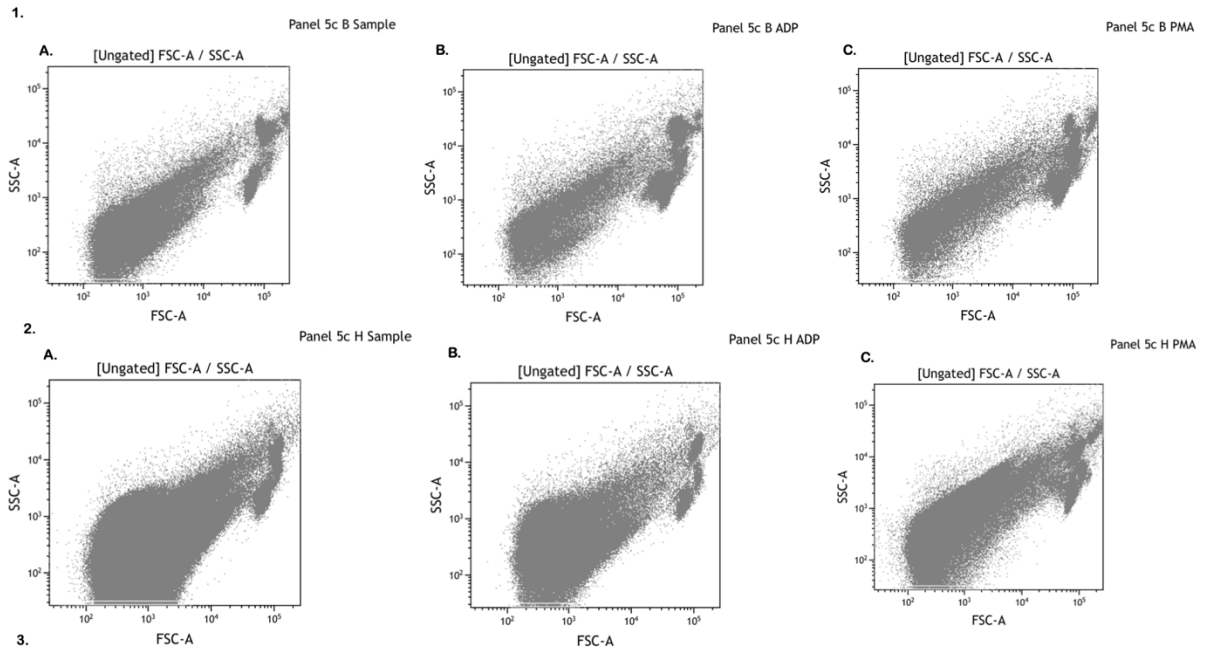 1.
Panel 5c B Sample
Panel 5c B ADP
Panel 5c B PMA
A.
[Ungated] FSC-A / SSC-A
SSC-A
10⁵
10⁴
10³
10²
10² 10³ 10⁴ 10⁵
FSC-A
B.
[Ungated] FSC-A / SSC-A
SSC-A
10⁵
10⁴
10³
10²
10² 10³ 10⁴ 10⁵
FSC-A
C.
[Ungated] FSC-A / SSC-A
SSC-A
10⁵
10⁴
10³
10²
10² 10³ 10⁴ 10⁵
FSC-A
2.
Panel 5c H Sample
Panel 5c H ADP
Panel 5c H PMA
A.
[Ungated] FSC-A / SSC-A
SSC-A
10⁵
10⁴
10³
10²
10² 10³ 10⁴ 10⁵
FSC-A
B.
[Ungated] FSC-A / SSC-A
SSC-A
10⁵
10⁴
10³
10²
10² 10³ 10⁴ 10⁵
FSC-A
C.
[Ungated] FSC-A / SSC-A
SSC-A
10⁵
10⁴
10³
10²
10² 10³ 10⁴ 10⁵
FSC-A
3.